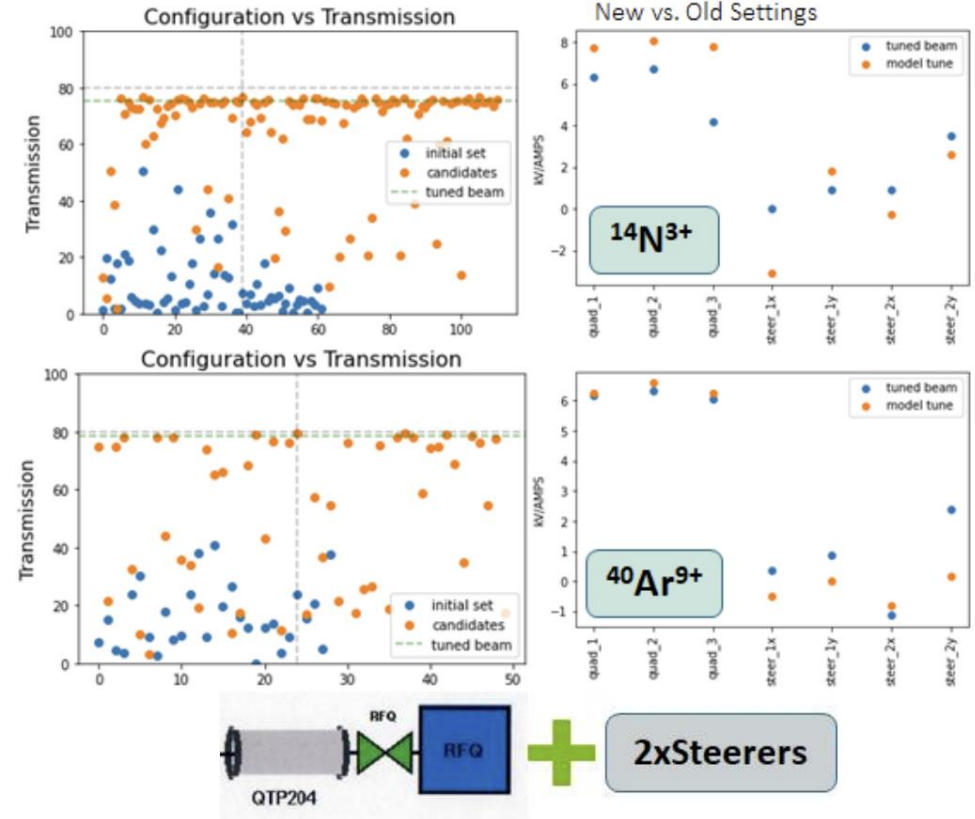 Configuration vs Transmission
100
80
60
40
20
0
Transmission
initial set
candidates
tuned beam
0 20 40 60 80 100
New vs. Old Settings
8
6
4
2
0
−2
kV/AMPS
tuned beam
model tune
14N3+
quad_1 quad_2 quad_3 steer_1x steer_1y steer_2x steer_2y
Configuration vs Transmission
100
80
60
40
20
0
Transmission
initial set
candidates
tuned beam
0 10 20 30 40 50
6
5
4
3
2
1
0
−1
kV/AMPS
tuned beam
model tune
40Ar9+
quad_1 quad_2 quad_3 steer_1x steer_1y steer_2x steer_2y
QTP204
RFQ
RFQ
2xSteerers